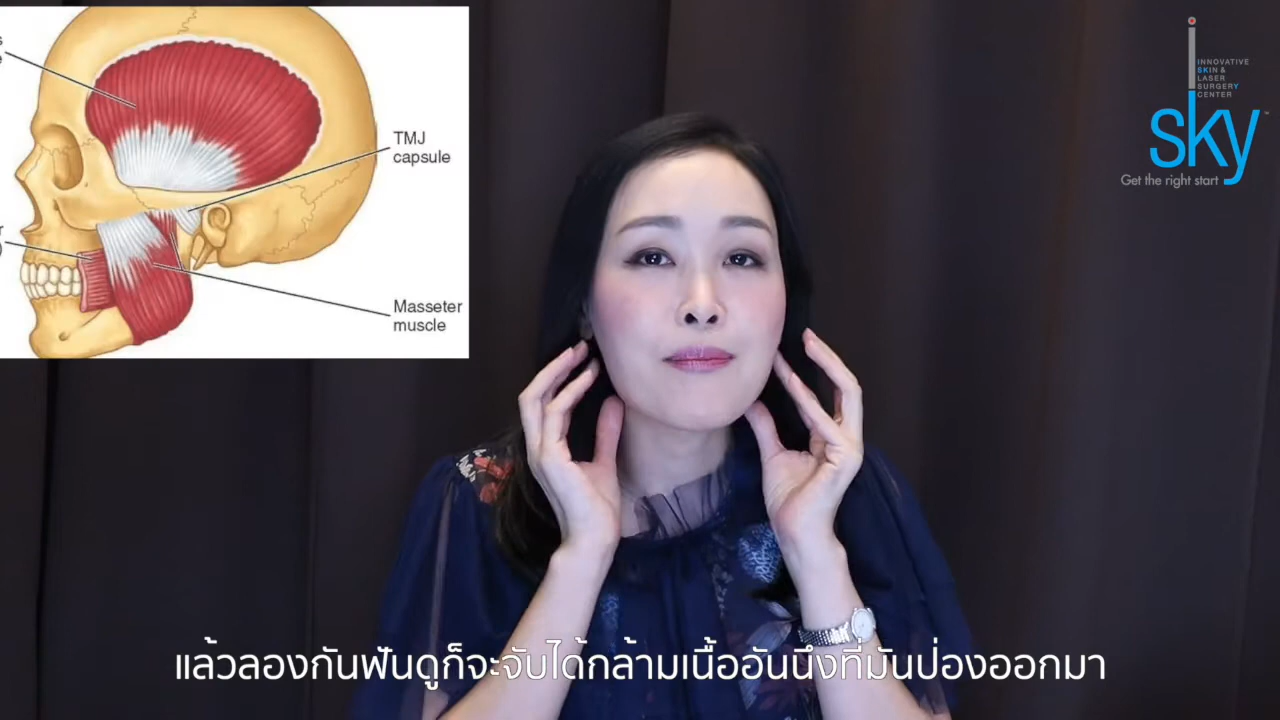 TMJ
capsule
Masseter
muscle
INNOVATIVE
SKIN &
LASER
SURGERY
CENTER
sky
Get the right start
แล้วลองกันฟันดูก็จะจับได้กล้ามเนื้ออันนึงที่มันป่องออกมา